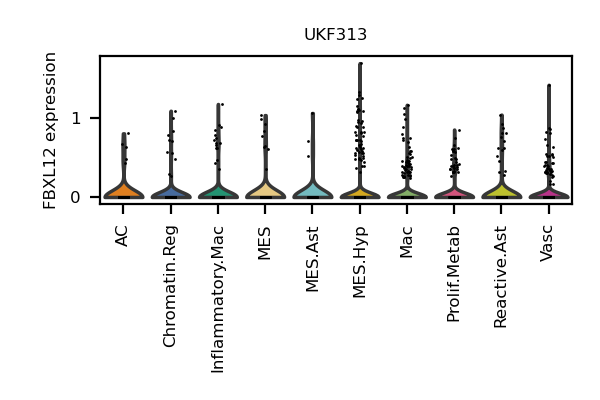 UKF313
FBXL12 expression
1
0
AC
Chromatin.Reg
Inflammatory.Mac
MES
MES.Ast
MES.Hyp
Mac
Prolif.Metab
Reactive.Ast
Vasc